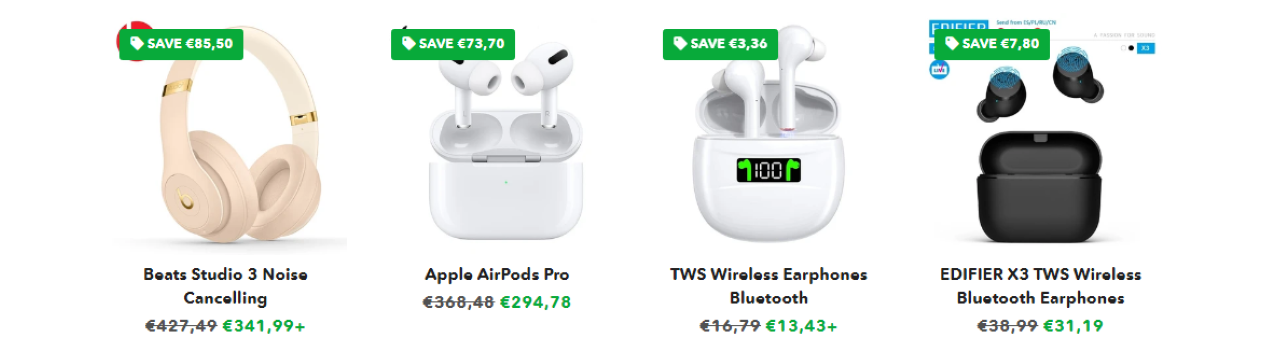 SAVE €85,50
Beats Studio 3 Noise
Cancelling
€427,49 €341,99+
SAVE €73,70
Apple AirPods Pro
€368,48 €294,78
SAVE €3,36
100
TWS Wireless Earphones
Bluetooth
€16,79 €13,43+
EDIFIER
Send from ES/PL/RU/CN
SAVE €7,80
A PASSION FOR SOUND
X3
LIVE
EDIFIER X3 TWS Wireless
Bluetooth Earphones
€38,99 €31,19